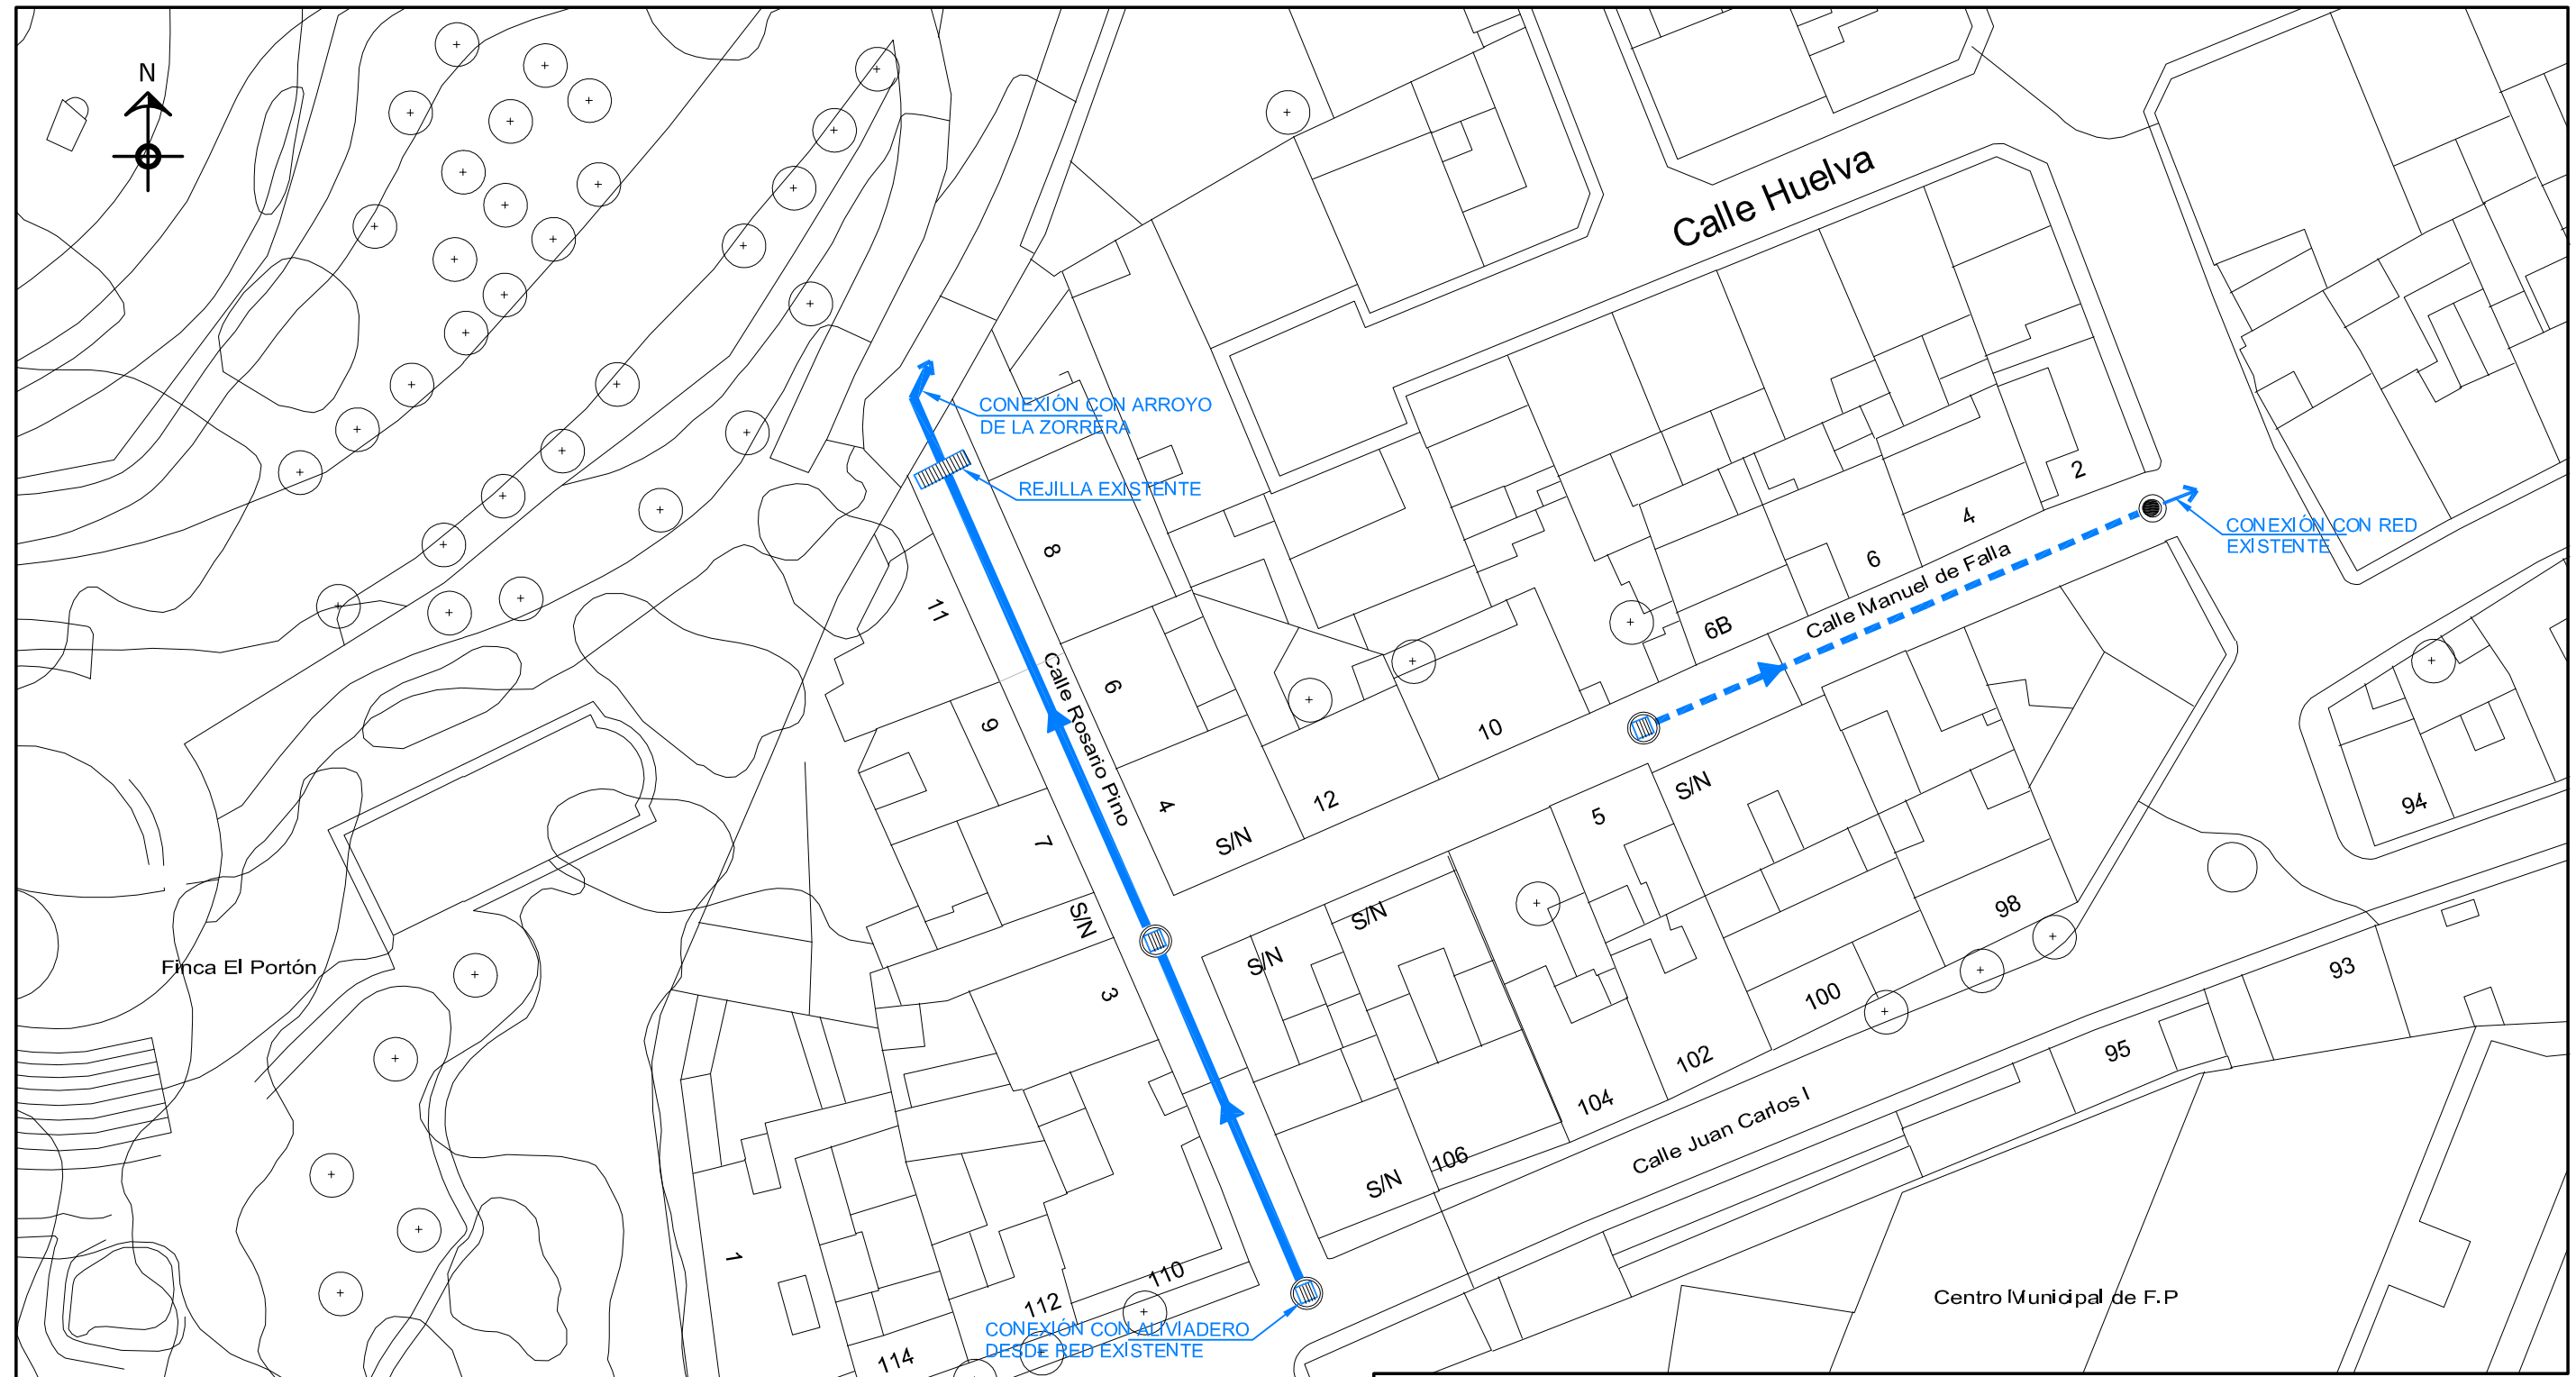 N
Calle Huelva
CONEXIÓN CON ARROYO
DE LA ZORRERA
REJILLA EXISTENTE
2
4
6
6B
Calle Manuel de Falla
CONEXIÓN CON RED
EXISTENTE
8
11
6
9
Calle Rosario Pino
10
12
4
7
S/N
S/N
5
S/N
94
S/N
S/N
3
98
93
Finca El Portón
100
95
102
104
Calle Juan Carlos I
106
S/N
1
110
112
114
Centro Municipal de F.P
CONEXIÓN CON ALIVIADERO
DESDE RED EXISTENTE